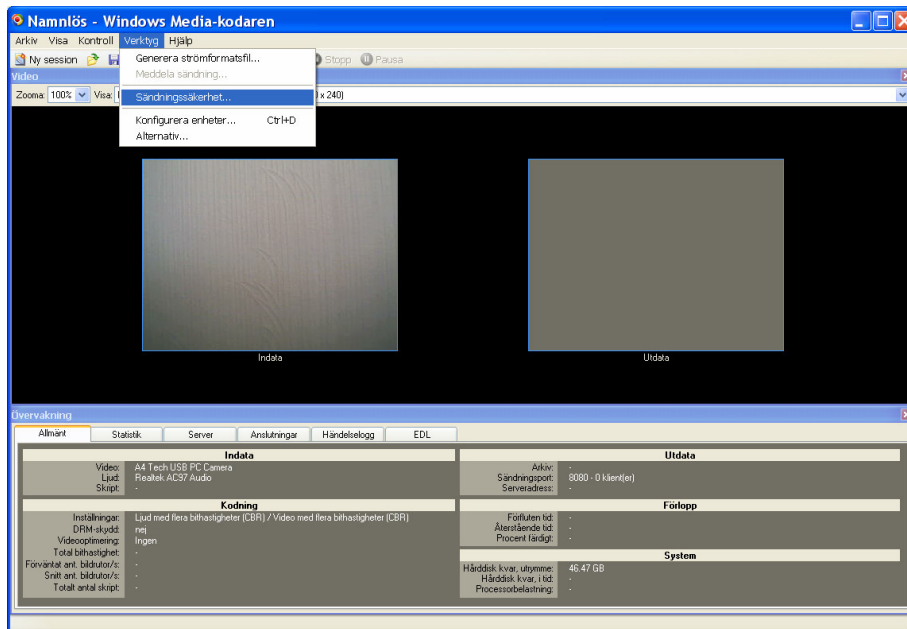 Namnlös - Windows Media-kodaren
Arkiv Visa Kontroll Verktyg Hjälp
Ny session Stopp Pausa
Generera strömformatsfil...
Meddela sändning...
Sändningssäkerhet...
Konfigurera enheter... Ctrl+D
Alternativ...
Video
Zooma: 100% Visa: x 240)
Indata Utdata
Övervakning
Allmänt Statistik Server Anslutningar Händelselogg EDL
Indata
Video: A4 Tech USB PC Camera
Ljud: Realtek AC97 Audio
Skript: -
Kodning
Inställningar: Ljud med flera bithastigheter (CBR) / Video med flera bithastigheter (CBR)
DRM-skydd: nej
Videooptimering: Ingen
Total bithastighet: -
Förväntat ant. bildrutor/s: -
Snitt ant. bildrutor/s: -
Totalt antal skript: -
Utdata
Arkiv: -
Sändningsport: 8080 - 0 klient(er)
Serveradress: -
Förlopp
Förfluten tid: -
Återstående tid: -
Procent färdigt: -
System
Hårddisk kvar, utrymme: 46.47 GB
Hårddisk kvar, i tid: -
Processorbelastning: -